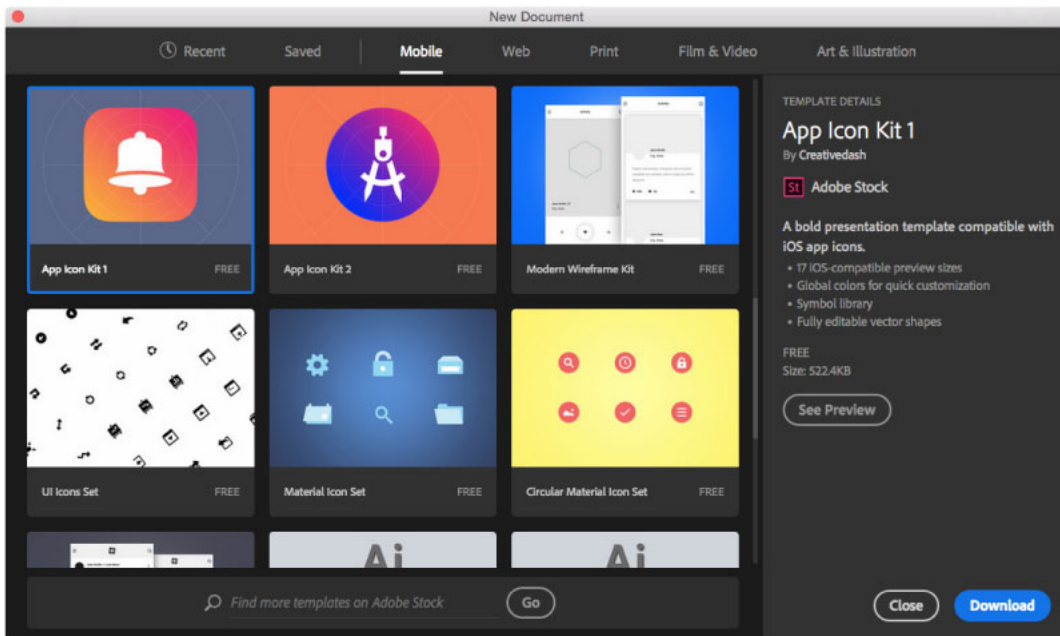 New Document
Recent Saved Mobile Web Print Film & Video Art & Illustration
App Icon Kit 1 FREE
App Icon Kit 2 FREE
Modern Wireframe Kit FREE
UI Icons Set FREE
Material Icon Set FREE
Circular Material Icon Set FREE
Ai
Ai
Find more templates on Adobe Stock Go
TEMPLATE DETAILS
App Icon Kit 1
By Creativedash
St Adobe Stock
A bold presentation template compatible with
iOS app icons.
• 17 iOS-compatible preview sizes
• Global colors for quick customization
• Symbol library
• Fully editable vector shapes
FREE
Size: 522.4KB
See Preview
Close Download